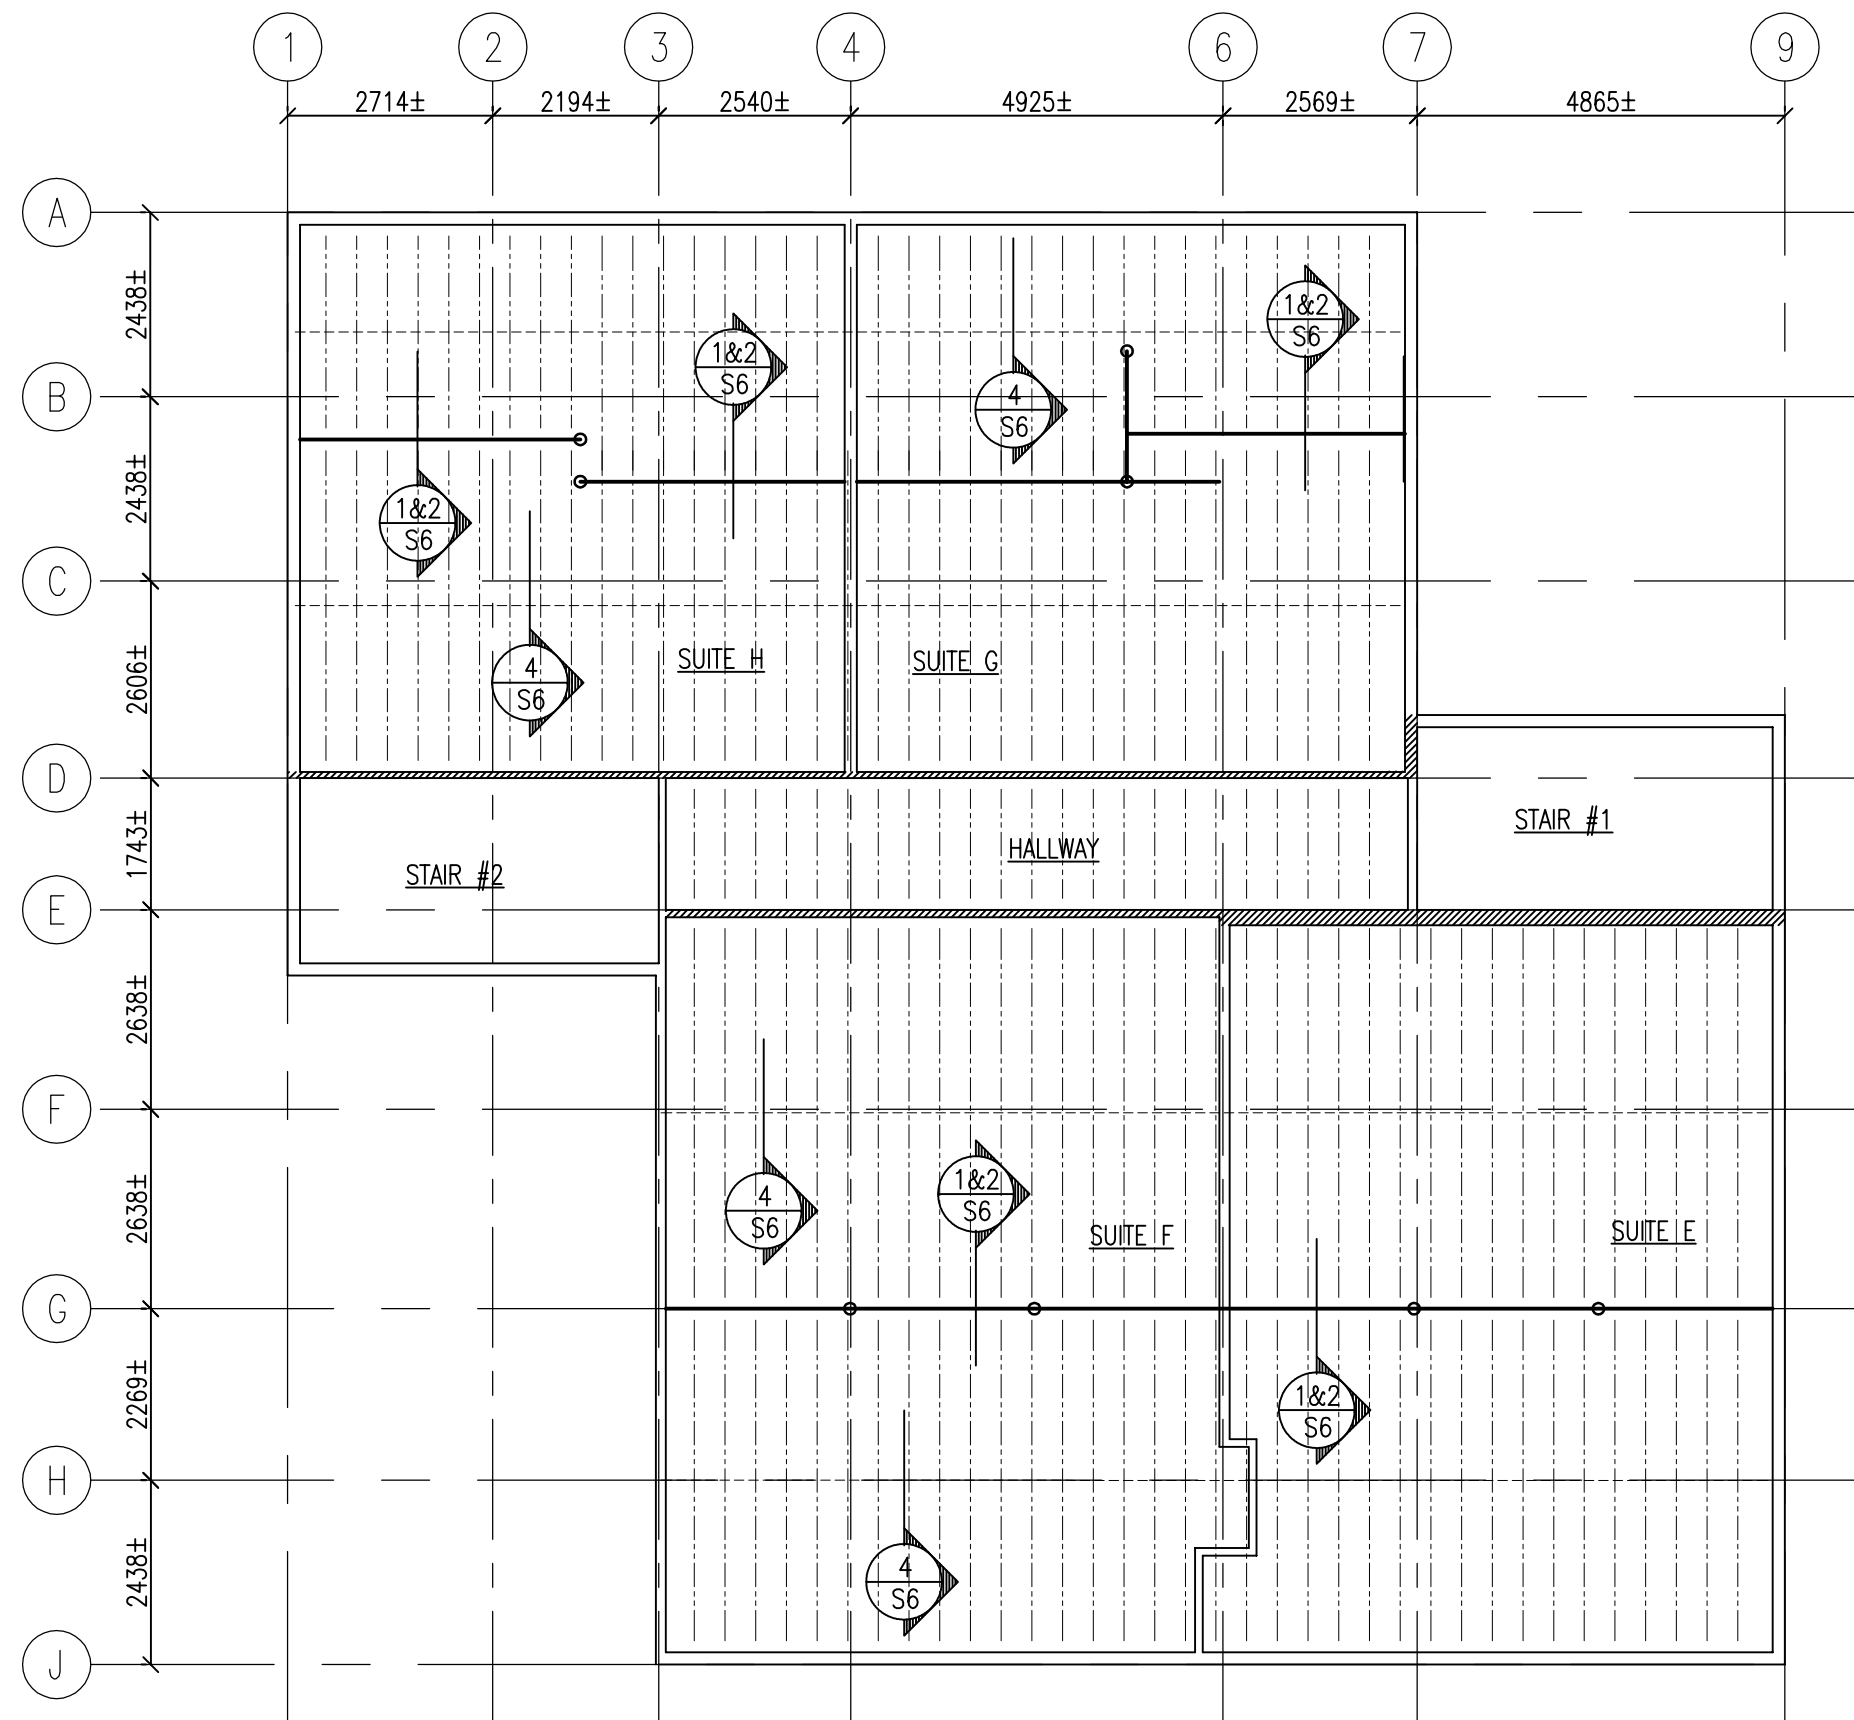 1 2 3 4 6 7 9
2714± 2194± 2540± 4925± 2569± 4865±
A
2438±
1&2
S6
1&2
S6
B
4
S6
2438±
1&2
S6
C
2606±
SUITE H
SUITE G
4
S6
D
1743±
STAIR #1
HALLWAY
STAIR #2
E
2638±
F
2638±
1&2
S6
4
S6
SUITE F
SUITE E
G
2269±
1&2
S6
H
2438±
4
S6
J